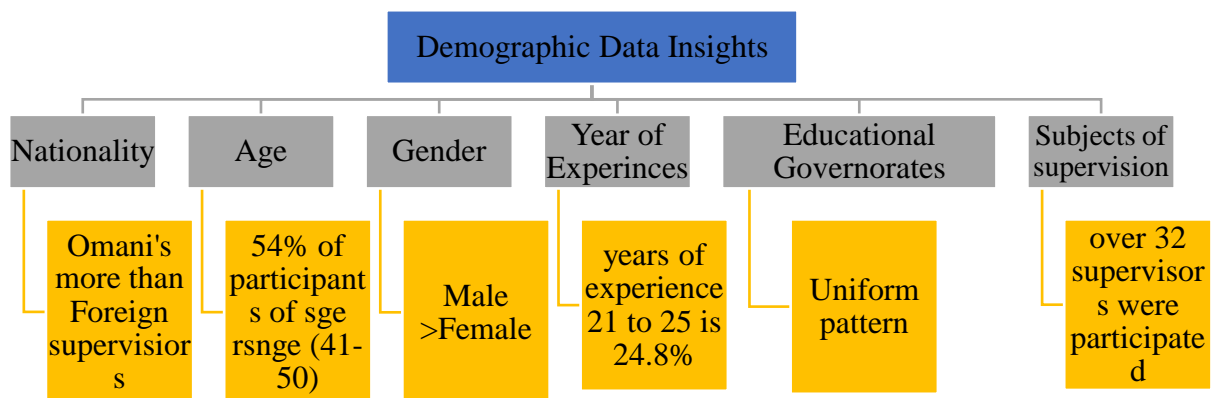 Demographic Data Insights
Nationality
Age
Gender
Year of
Experinces
Educational
Governorates
Subjects of
supervision
Omani's
more than
Foreign
supervisior
s
54% of
participant
s of sge
rsnge (41-
50)
Male
>Female
years of
experience
21 to 25 is
24.8%
Uniform
pattern
over 32
supervisor
s were
participate
d